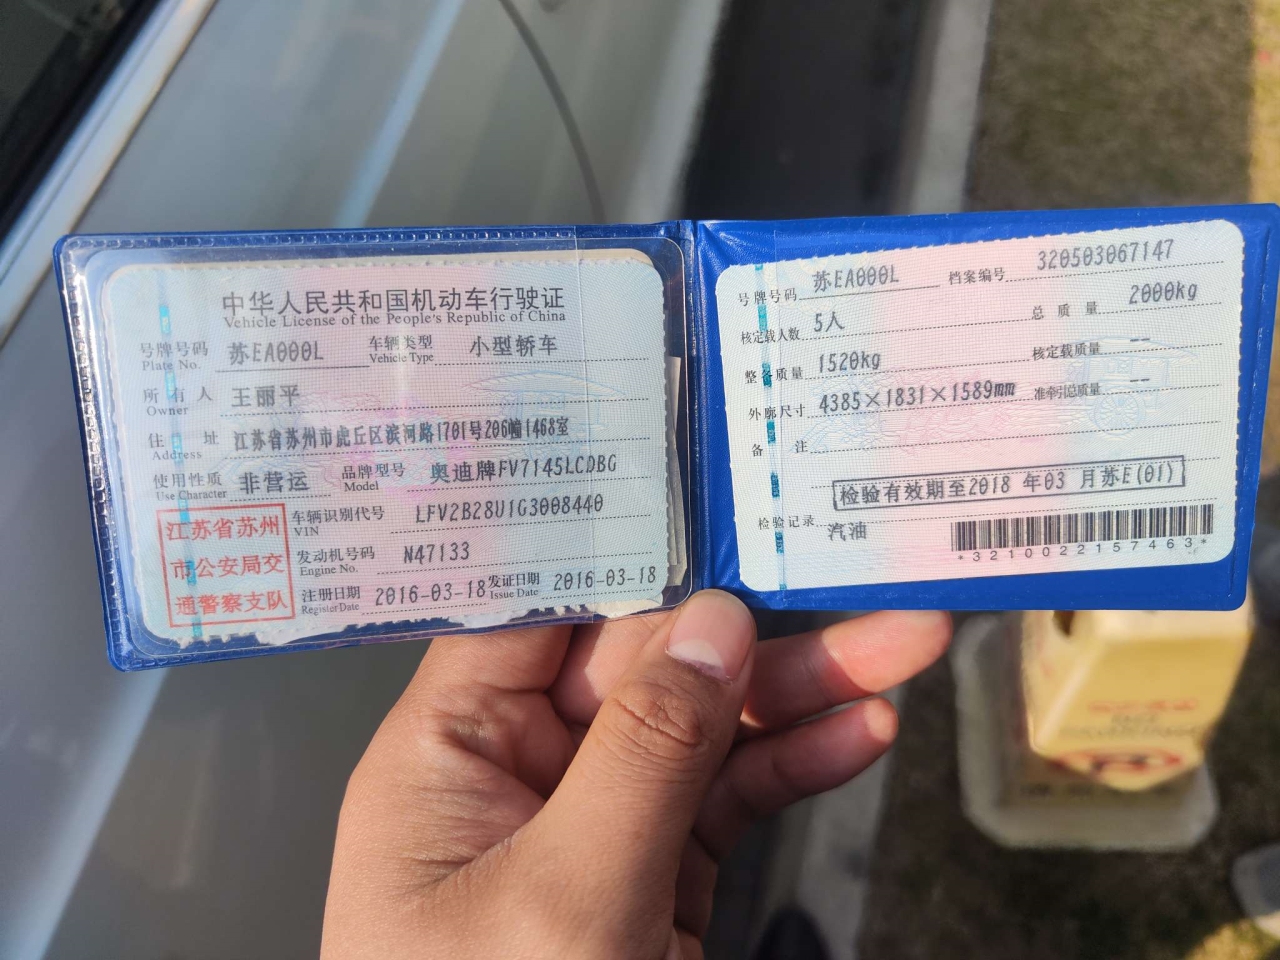 中华人民共和国机动车行驶证
Vehicle License of the People's Republic of China
号牌号码 苏EA000L 车辆类型 小型轿车
Plate No. Vehicle Type
所有人 王丽平
Owner
住址 江苏省苏州市虎丘区滨河路1701号206幢1468室
Address
使用性质 非营运 品牌型号 奥迪牌FV7145LCDBG
Use Character Model
江苏省苏州
市公安局交
通警察支队
车辆识别代号 LFV2B28U1G3008440
VIN
发动机号码 N47133
Engine No.
注册日期 2016-03-18 发证日期 2016-03-18
Register Date Issue Date
号牌号码 苏EA000L 档案编号 320503067147
核定载人数 5人 总质量 2000kg
整备质量 1520kg 核定载质量 --
外廓尺寸 4385×1831×1589mm 准牵引总质量 --
备注
检验有效期至2018 年03 月苏E(01)
检验记录 汽油
*3210022157463*